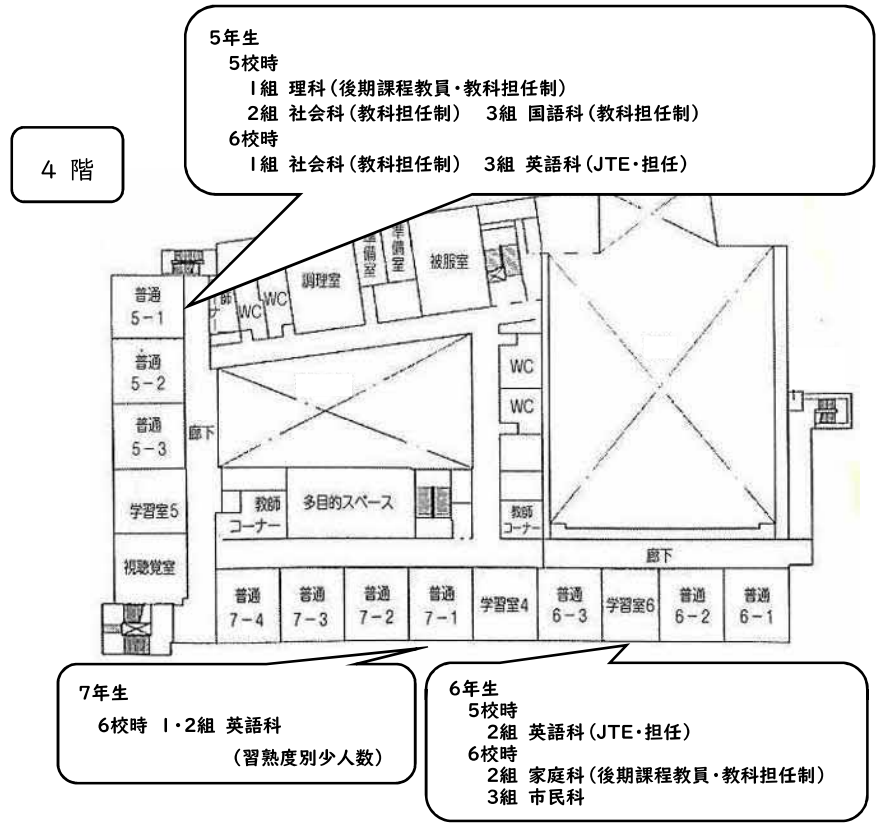 5年生
5校時
1組 理科(後期課程教員・教科担任制)
2組 社会科(教科担任制) 3組 国語科(教科担任制)
6校時
1組 社会科(教科担任制) 3組 英語科(JTE・担任)
4 階
普通
5-1
普通
5-2
普通
5-3
学習室5
視聴覚室
廊下
師
ナ
WC
WC
調理室
準備室
準備室
被服室
WC
WC
教師
コーナー
多目的スペース
教師
コーナー
廊下
普通
7-4
普通
7-3
普通
7-2
普通
7-1
学習室4
普通
6-3
学習室6
普通
6-2
普通
6-1
7年生
6校時 1・2組 英語科
(習熟度別少人数)
6年生
5校時
2組 英語科(JTE・担任)
6校時
2組 家庭科(後期課程教員・教科担任制)
3組 市民科